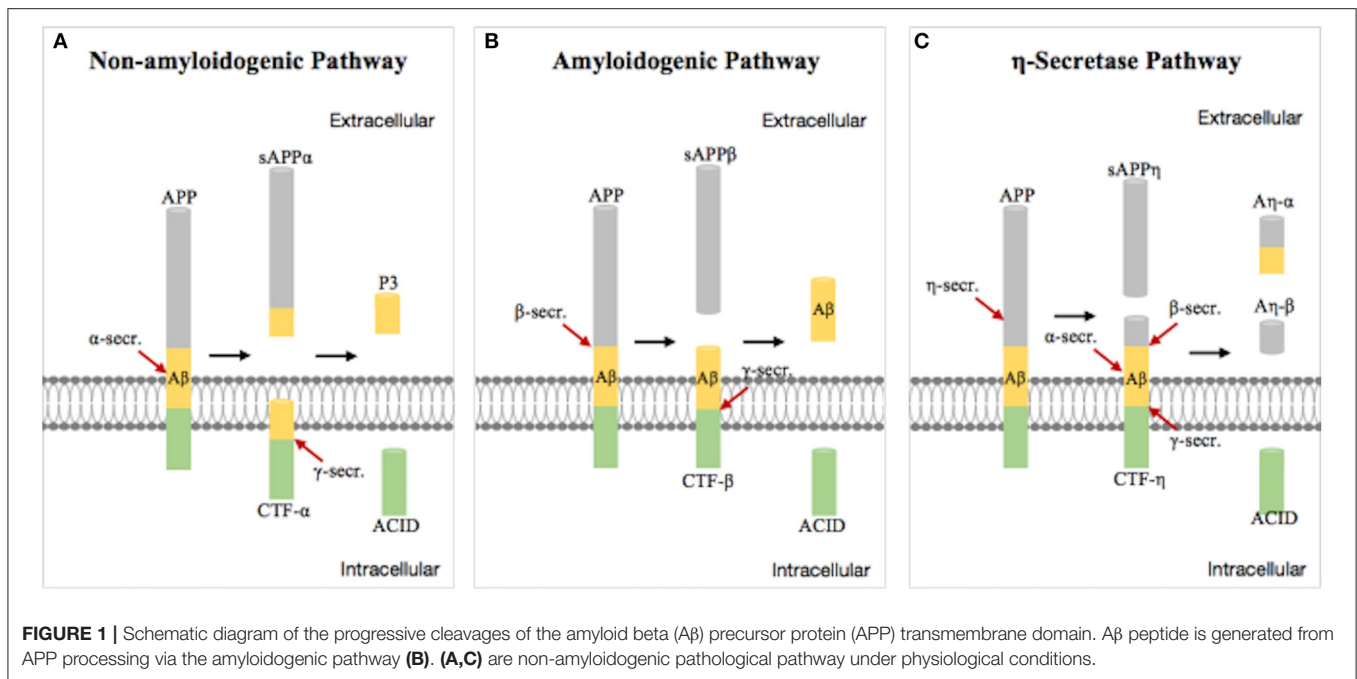 A
Non-amyloidogenic Pathway
Extracellular
sAPPα
APP
P3
α-secr.
Aβ
γ-secr.
CTF-α
ACID
Intracellular
B
Amyloidogenic Pathway
Extracellular
sAPPβ
APP
β-secr.
Aβ
Aβ
Aβ
γ-secr.
CTF-β
ACID
Intracellular
C
η-Secretase Pathway
Extracellular
sAPPη
APP
Aη-α
η-secr.
β-secr.
Aη-β
α-secr.
Aβ
Aβ
γ-secr.
CTF-η
ACID
Intracellular
FIGURE 1 | Schematic diagram of the progressive cleavages of the amyloid beta (Aβ) precursor protein (APP) transmembrane domain. Aβ peptide is generated from
APP processing via the amyloidogenic pathway (B). (A,C) are non-amyloidogenic pathological pathway under physiological conditions.